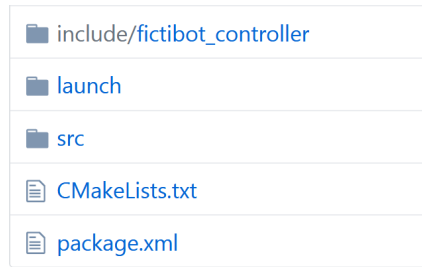 include/fictibot_controller
launch
src
CMakeLists.txt
package.xml